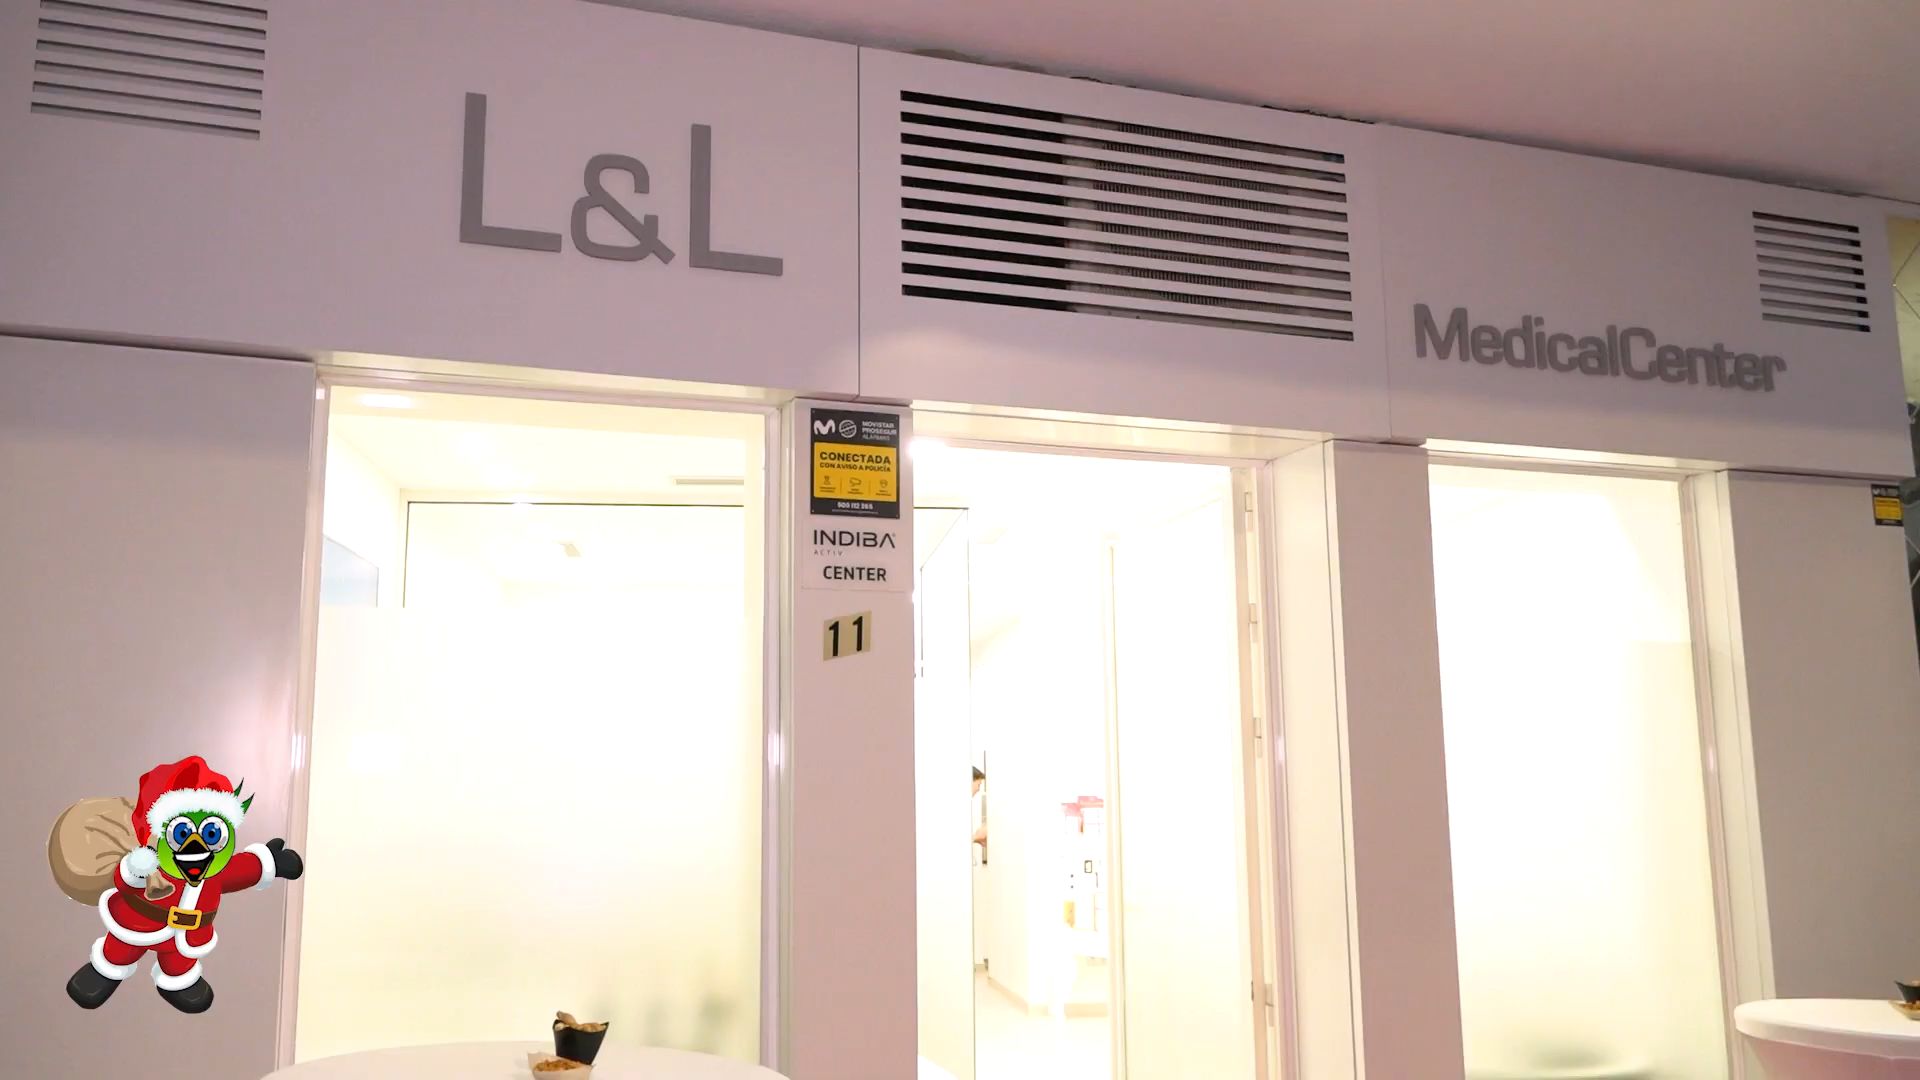 L&L
MedicalCenter
MOVISTAR
PROSEGUR
ALARMAS
CONECTADA
CON AVISO A POLICÍA
INDIBA
ACTIV
CENTER
11